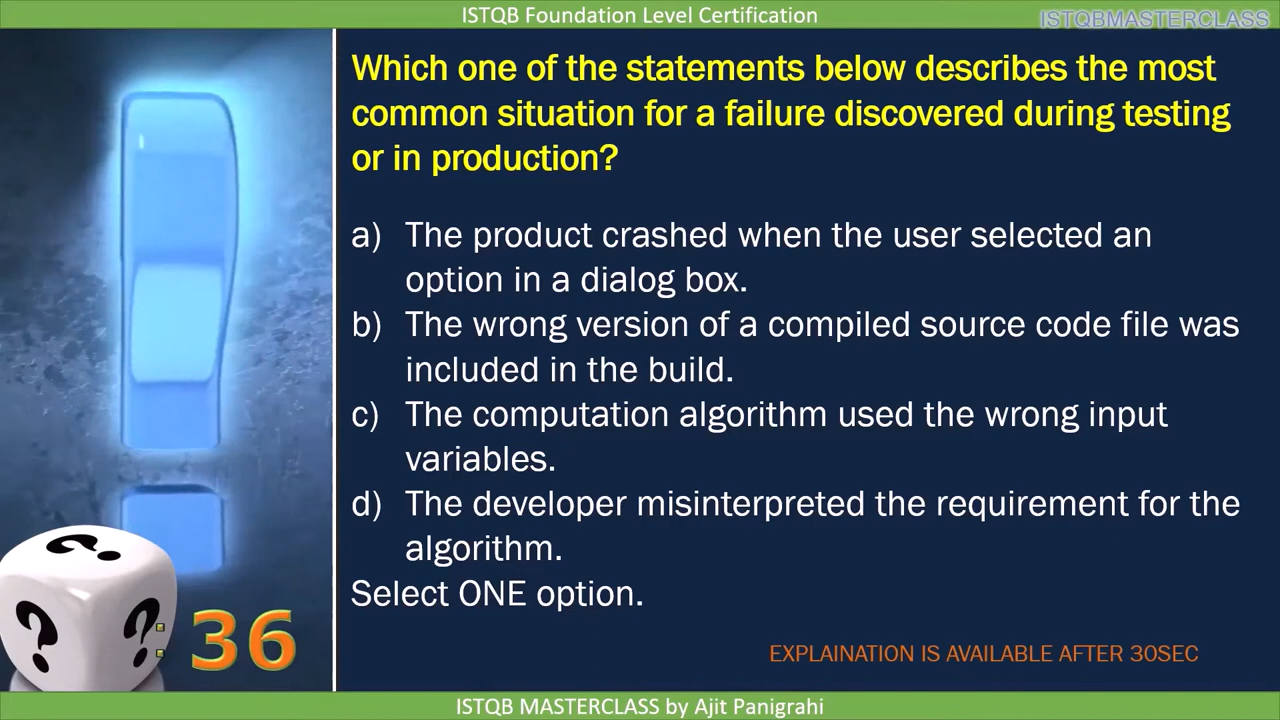 ISTQB Foundation Level Certification
ISTQBMASTERCLASS
Which one of the statements below describes the most
common situation for a failure discovered during testing
or in production?
a) The product crashed when the user selected an
option in a dialog box.
b) The wrong version of a compiled source code file was
included in the build.
c) The computation algorithm used the wrong input
variables.
d) The developer misinterpreted the requirement for the
algorithm.
Select ONE option.
? ? ?
36
EXPLAINATION IS AVAILABLE AFTER 30SEC
ISTQB MASTERCLASS by Ajit Panigrahi